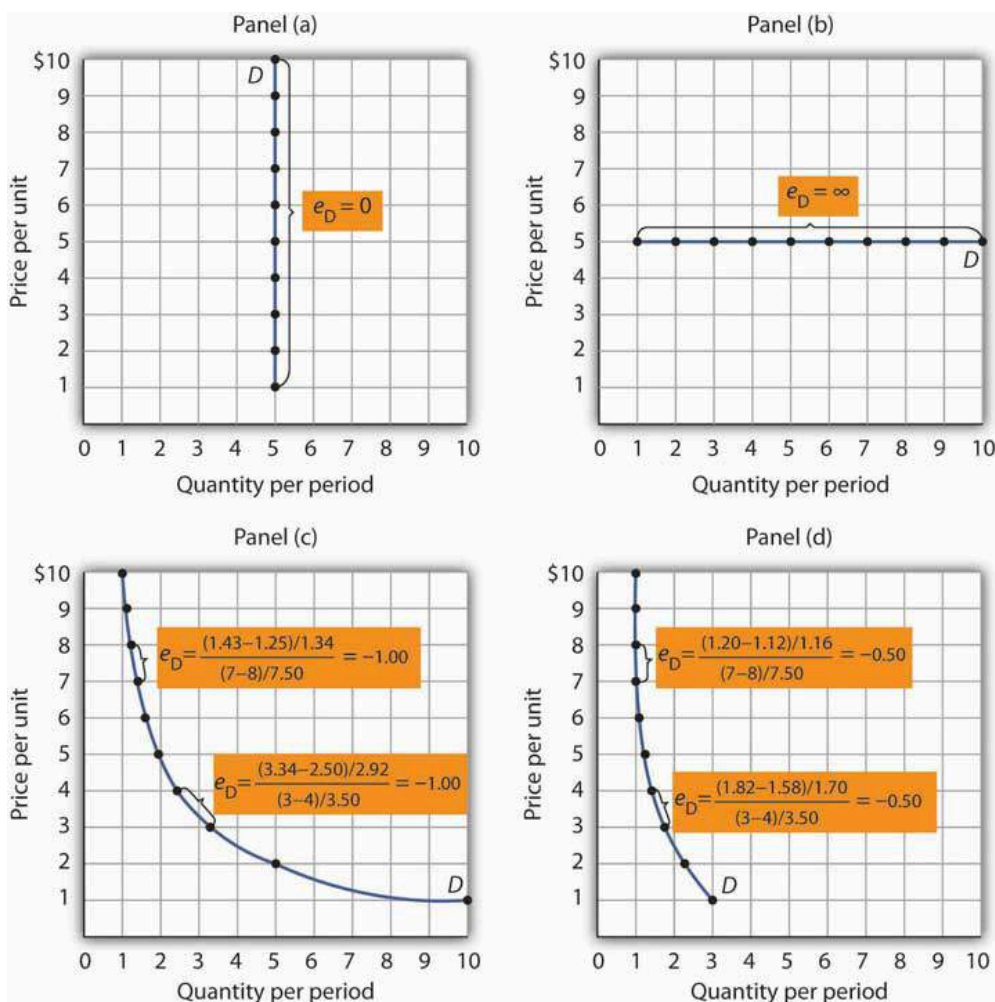 Panel (a)
$10
9
8
7
6
5
4
3
2
1
Price per unit
D
e_D = 0
0 1 2 3 4 5 6 7 8 9 10
Quantity per period
Panel (b)
$10
9
8
7
6
5
4
3
2
1
Price per unit
e_D = ∞
D
0 1 2 3 4 5 6 7 8 9 10
Quantity per period
Panel (c)
$10
9
8
7
6
5
4
3
2
1
Price per unit
e_D = (1.43−1.25)/1.34 / (7−8)/7.50 = −1.00
e_D = (3.34−2.50)/2.92 / (3−4)/3.50 = −1.00
D
0 1 2 3 4 5 6 7 8 9 10
Quantity per period
Panel (d)
$10
9
8
7
6
5
4
3
2
1
Price per unit
e_D = (1.20−1.12)/1.16 / (7−8)/7.50 = −0.50
e_D = (1.82−1.58)/1.70 / (3−4)/3.50 = −0.50
D
0 1 2 3 4 5 6 7 8 9 10
Quantity per period